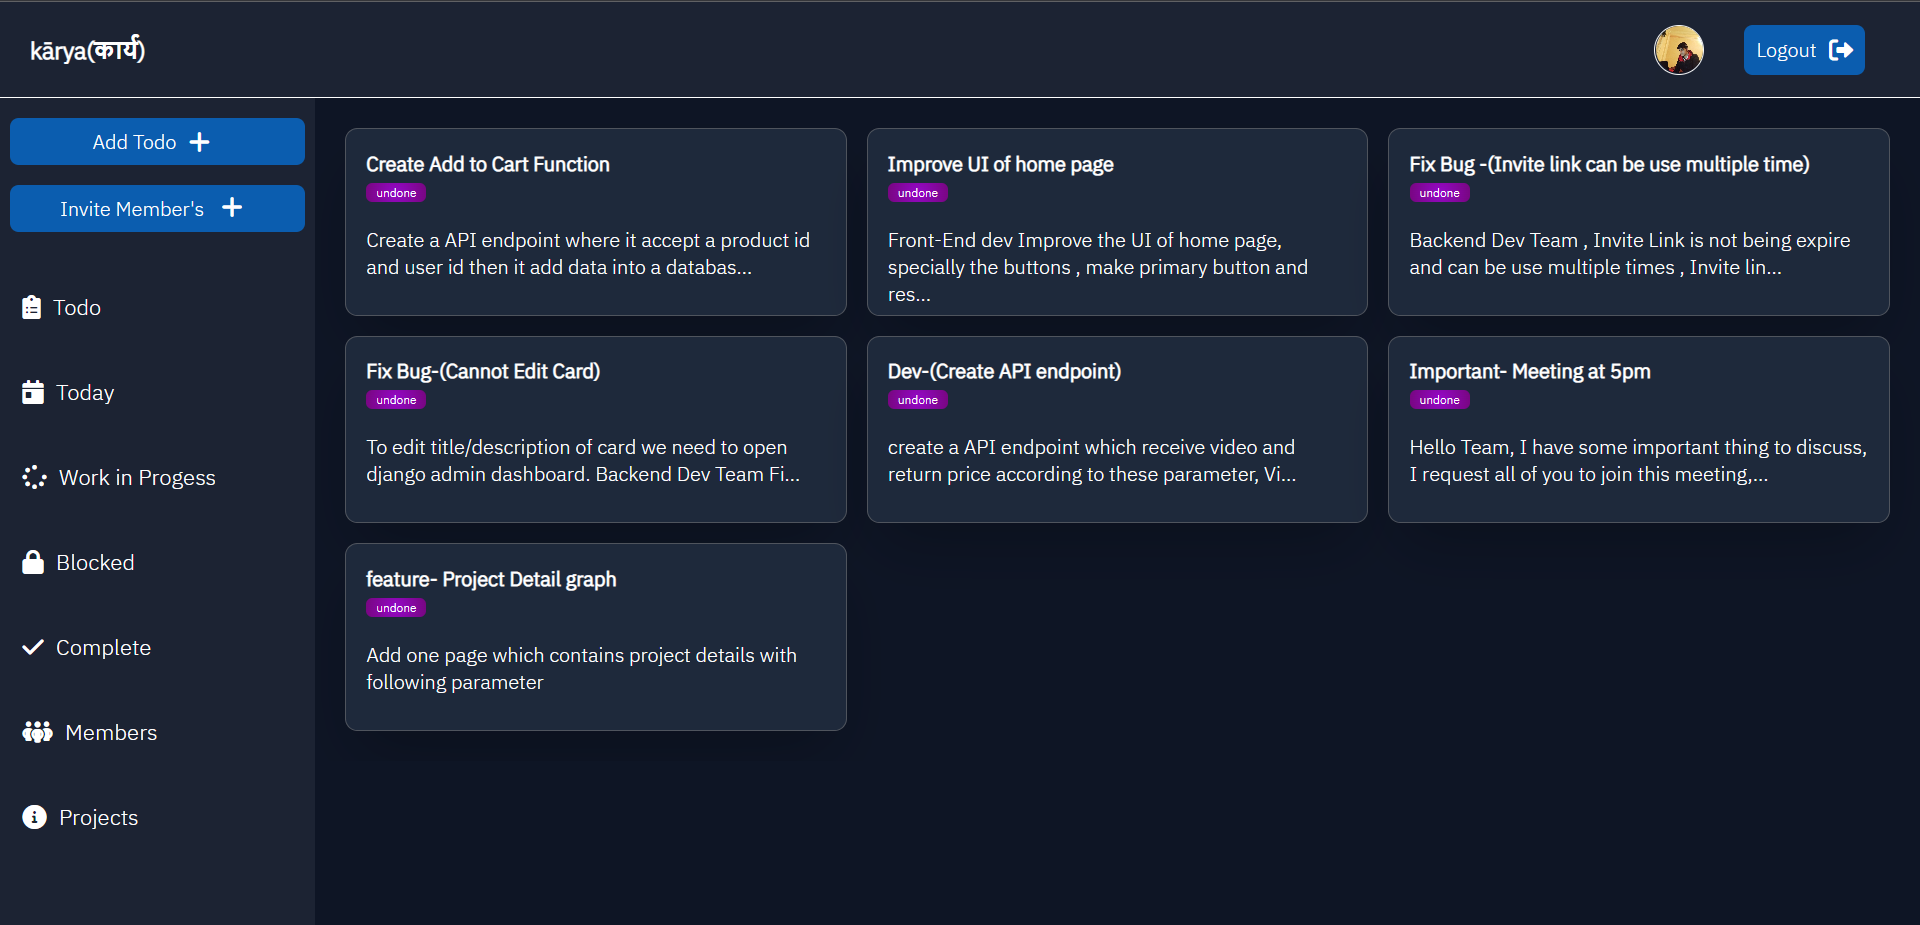 kārya(कार्य)
Logout
Add Todo
Invite Member's
Todo
Today
Work in Progess
Blocked
Complete
Members
Projects
Create Add to Cart Function
undone
Create a API endpoint where it accept a product id
and user id then it add data into a databas...
Improve UI of home page
undone
Front-End dev Improve the UI of home page,
specially the buttons , make primary button and
res...
Fix Bug -(Invite link can be use multiple time)
undone
Backend Dev Team , Invite Link is not being expire
and can be use multiple times , Invite lin...
Fix Bug-(Cannot Edit Card)
undone
To edit title/description of card we need to open
django admin dashboard. Backend Dev Team Fi...
Dev-(Create API endpoint)
undone
create a API endpoint which receive video and
return price according to these parameter, Vi...
Important- Meeting at 5pm
undone
Hello Team, I have some important thing to discuss,
I request all of you to join this meeting,...
feature- Project Detail graph
undone
Add one page which contains project details with
following parameter